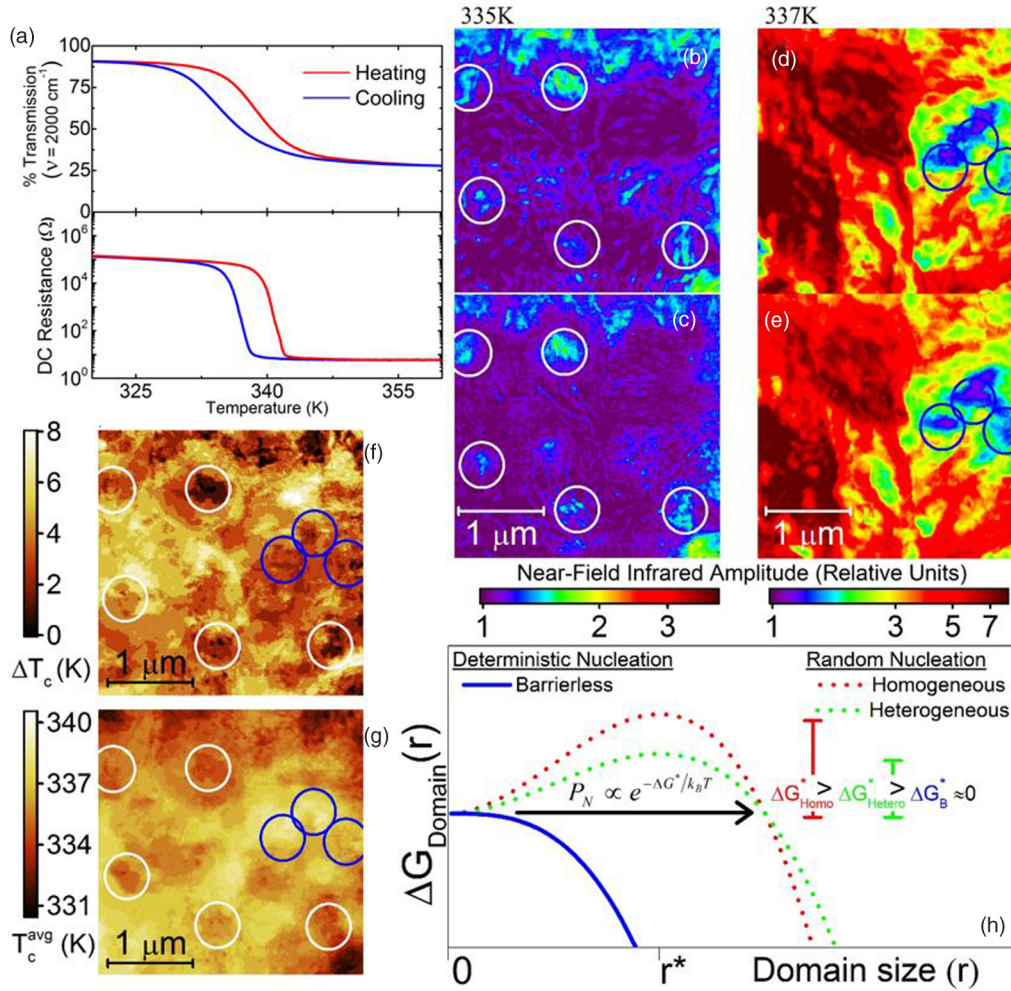 (a)
100
75
50
25
0
% Transmission
(ν = 2000 cm⁻¹)
Heating
Cooling
10⁶
10⁴
10²
10⁰
DC Resistance (Ω)
325
340
355
Temperature (K)
335K
(b)
(c)
1 μm
337K
(d)
(e)
1 μm
Near-Field Infrared Amplitude (Relative Units)
1
2
3
1
3
5
7
8
6
4
2
0
ΔT_c (K)
(f)
1 μm
340
337
334
331
T_c^avg (K)
(g)
1 μm
Deterministic Nucleation
Barrierless
Random Nucleation
Homogeneous
Heterogeneous
P_N ∝ e^{-ΔG*/k_BT}
ΔG*_Homo > ΔG*_Hetero > ΔG*_B ≈0
ΔG_Domain(r)
(h)
0
r*
Domain size (r)